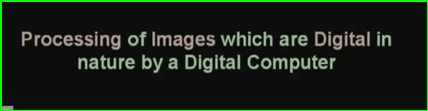 Processing of Images which are Digital in
nature by a Digital Computer